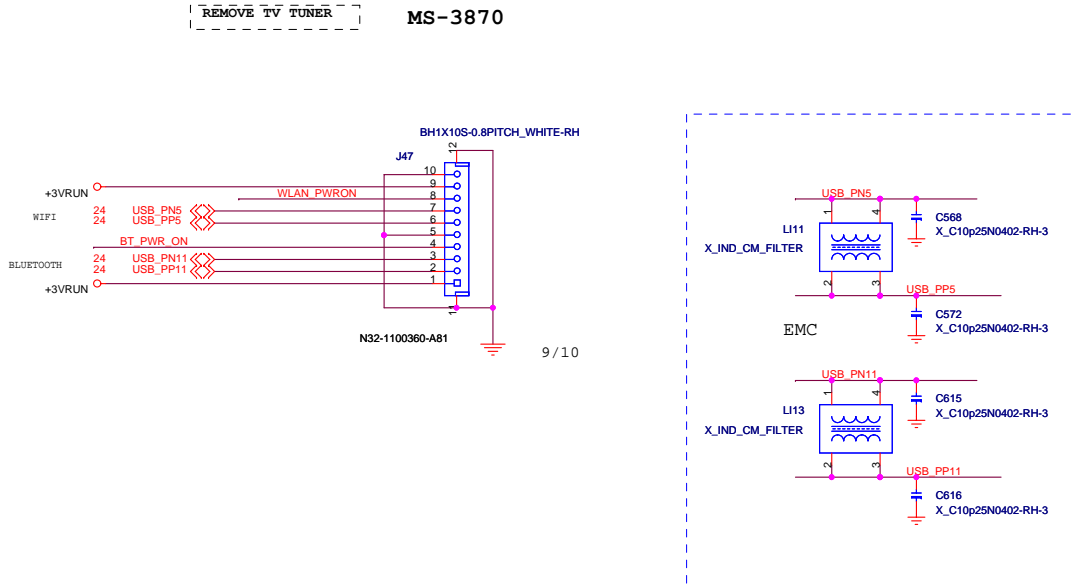 REMOVE TV TUNER
MS-3870
BH1X10S-0.8PITCH_WHITE-RH
J47
12
10
9
8
7
6
5
4
3
2
1
11
+3VRUN
WLAN_PWRON
WIFI
24 USB_PN5
24 USB_PP5
BT_PWR_ON
BLUETOOTH
24 USB_PN11
24 USB_PP11
+3VRUN
N32-1100360-A81
9/10
USB_PN5
1 4
C568
X_C10p25N0402-RH-3
LI11
X_IND_CM_FILTER
2 3
USB_PP5
C572
X_C10p25N0402-RH-3
EMC
USB_PN11
1 4
C615
X_C10p25N0402-RH-3
LI13
X_IND_CM_FILTER
2 3
USB_PP11
C616
X_C10p25N0402-RH-3